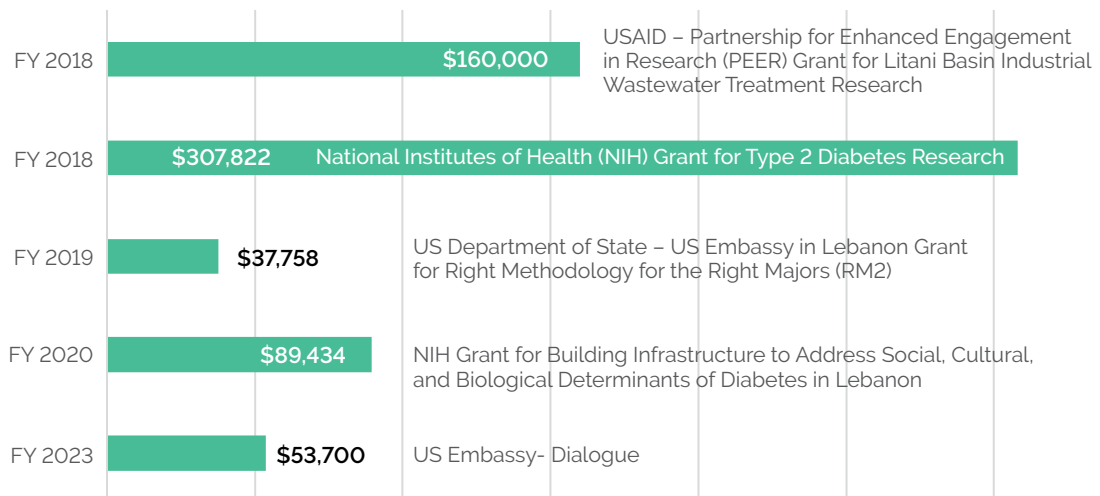 FY 2018
$160,000
USAID – Partnership for Enhanced Engagement
in Research (PEER) Grant for Litani Basin Industrial
Wastewater Treatment Research
FY 2018
$307,822
National Institutes of Health (NIH) Grant for Type 2 Diabetes Research
FY 2019
$37,758
US Department of State – US Embassy in Lebanon Grant
for Right Methodology for the Right Majors (RM2)
FY 2020
$89,434
NIH Grant for Building Infrastructure to Address Social, Cultural,
and Biological Determinants of Diabetes in Lebanon
FY 2023
$53,700
US Embassy- Dialogue